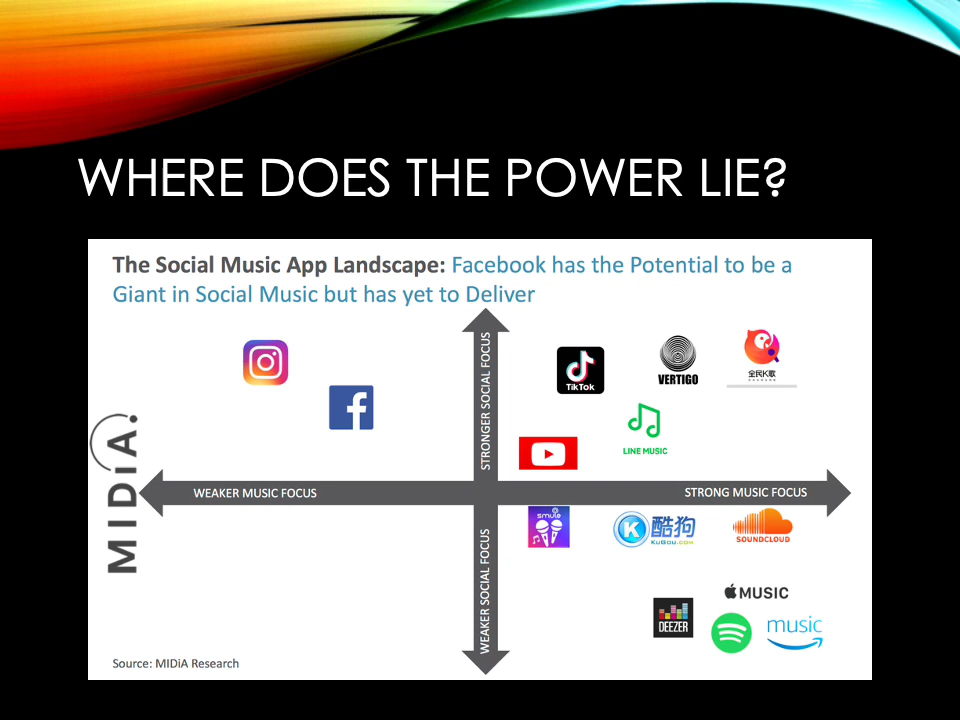 WHERE DOES THE POWER LIE?
The Social Music App Landscape: Facebook has the Potential to be a
Giant in Social Music but has yet to Deliver
STRONGER SOCIAL FOCUS
TikTok
VERTIGO
全民K歌
f
LINE MUSIC
MIDiA.
WEAKER MUSIC FOCUS
STRONG MUSIC FOCUS
smule
K 酷狗
KUGOU.COM
SOUNDCLOUD
WEAKER SOCIAL FOCUS
MUSIC
DEEZER
music
Source: MIDiA Research